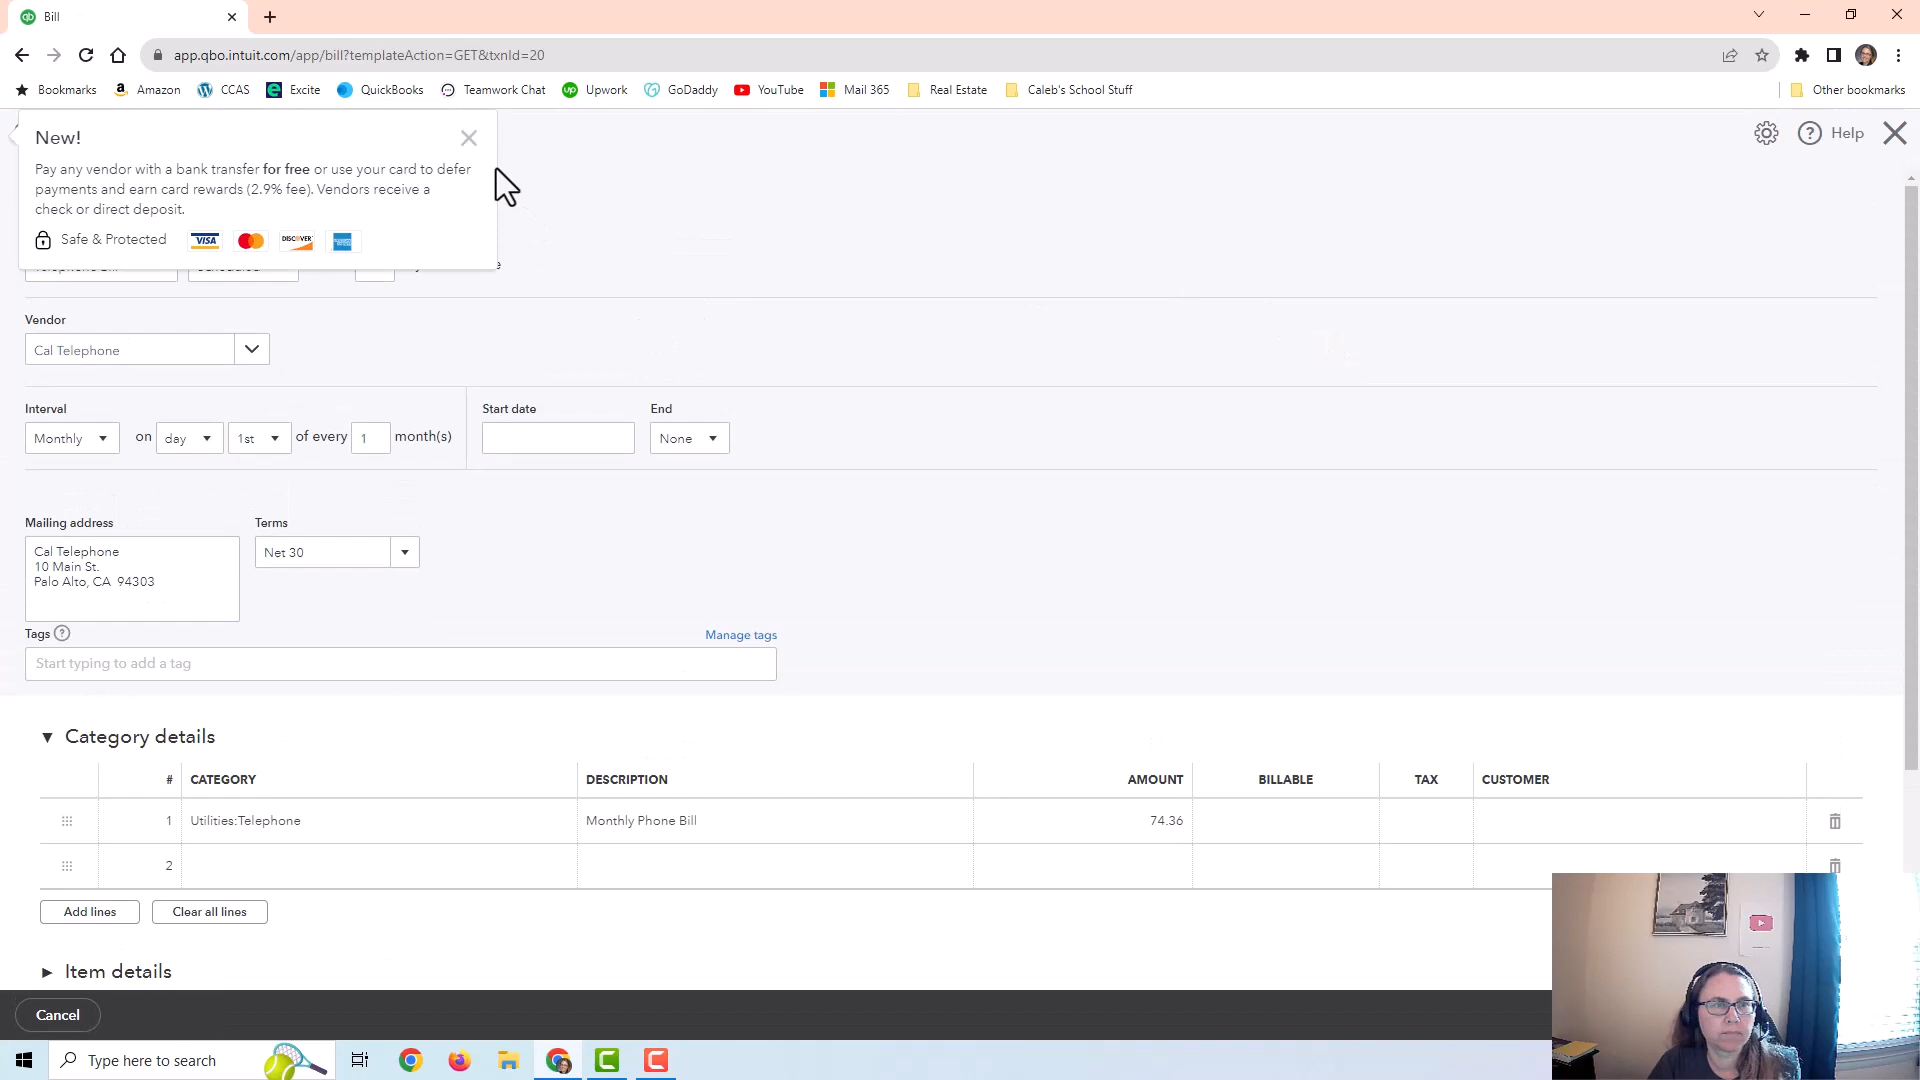 Bill
app.qbo.intuit.com/app/bill?templateAction=GET&txnId=20
Bookmarks Amazon CCAS Excite QuickBooks Teamwork Chat Upwork GoDaddy YouTube Mail 365 Real Estate Caleb's School Stuff Other bookmarks
New!
Pay any vendor with a bank transfer for free or use your card to defer
payments and earn card rewards (2.9% fee). Vendors receive a
check or direct deposit.
Safe & Protected VISA DISCOVER
Help
Vendor
Cal Telephone
Interval Start date End
Monthly on day 1st of every 1 month(s) None
Mailing address Terms
Cal Telephone
10 Main St.
Palo Alto, CA 94303
Net 30
Tags ? Manage tags
Start typing to add a tag
Category details
# CATEGORY DESCRIPTION AMOUNT BILLABLE TAX CUSTOMER
1 Utilities:Telephone Monthly Phone Bill 74.36
2
Add lines Clear all lines
Item details
Cancel
Type here to search